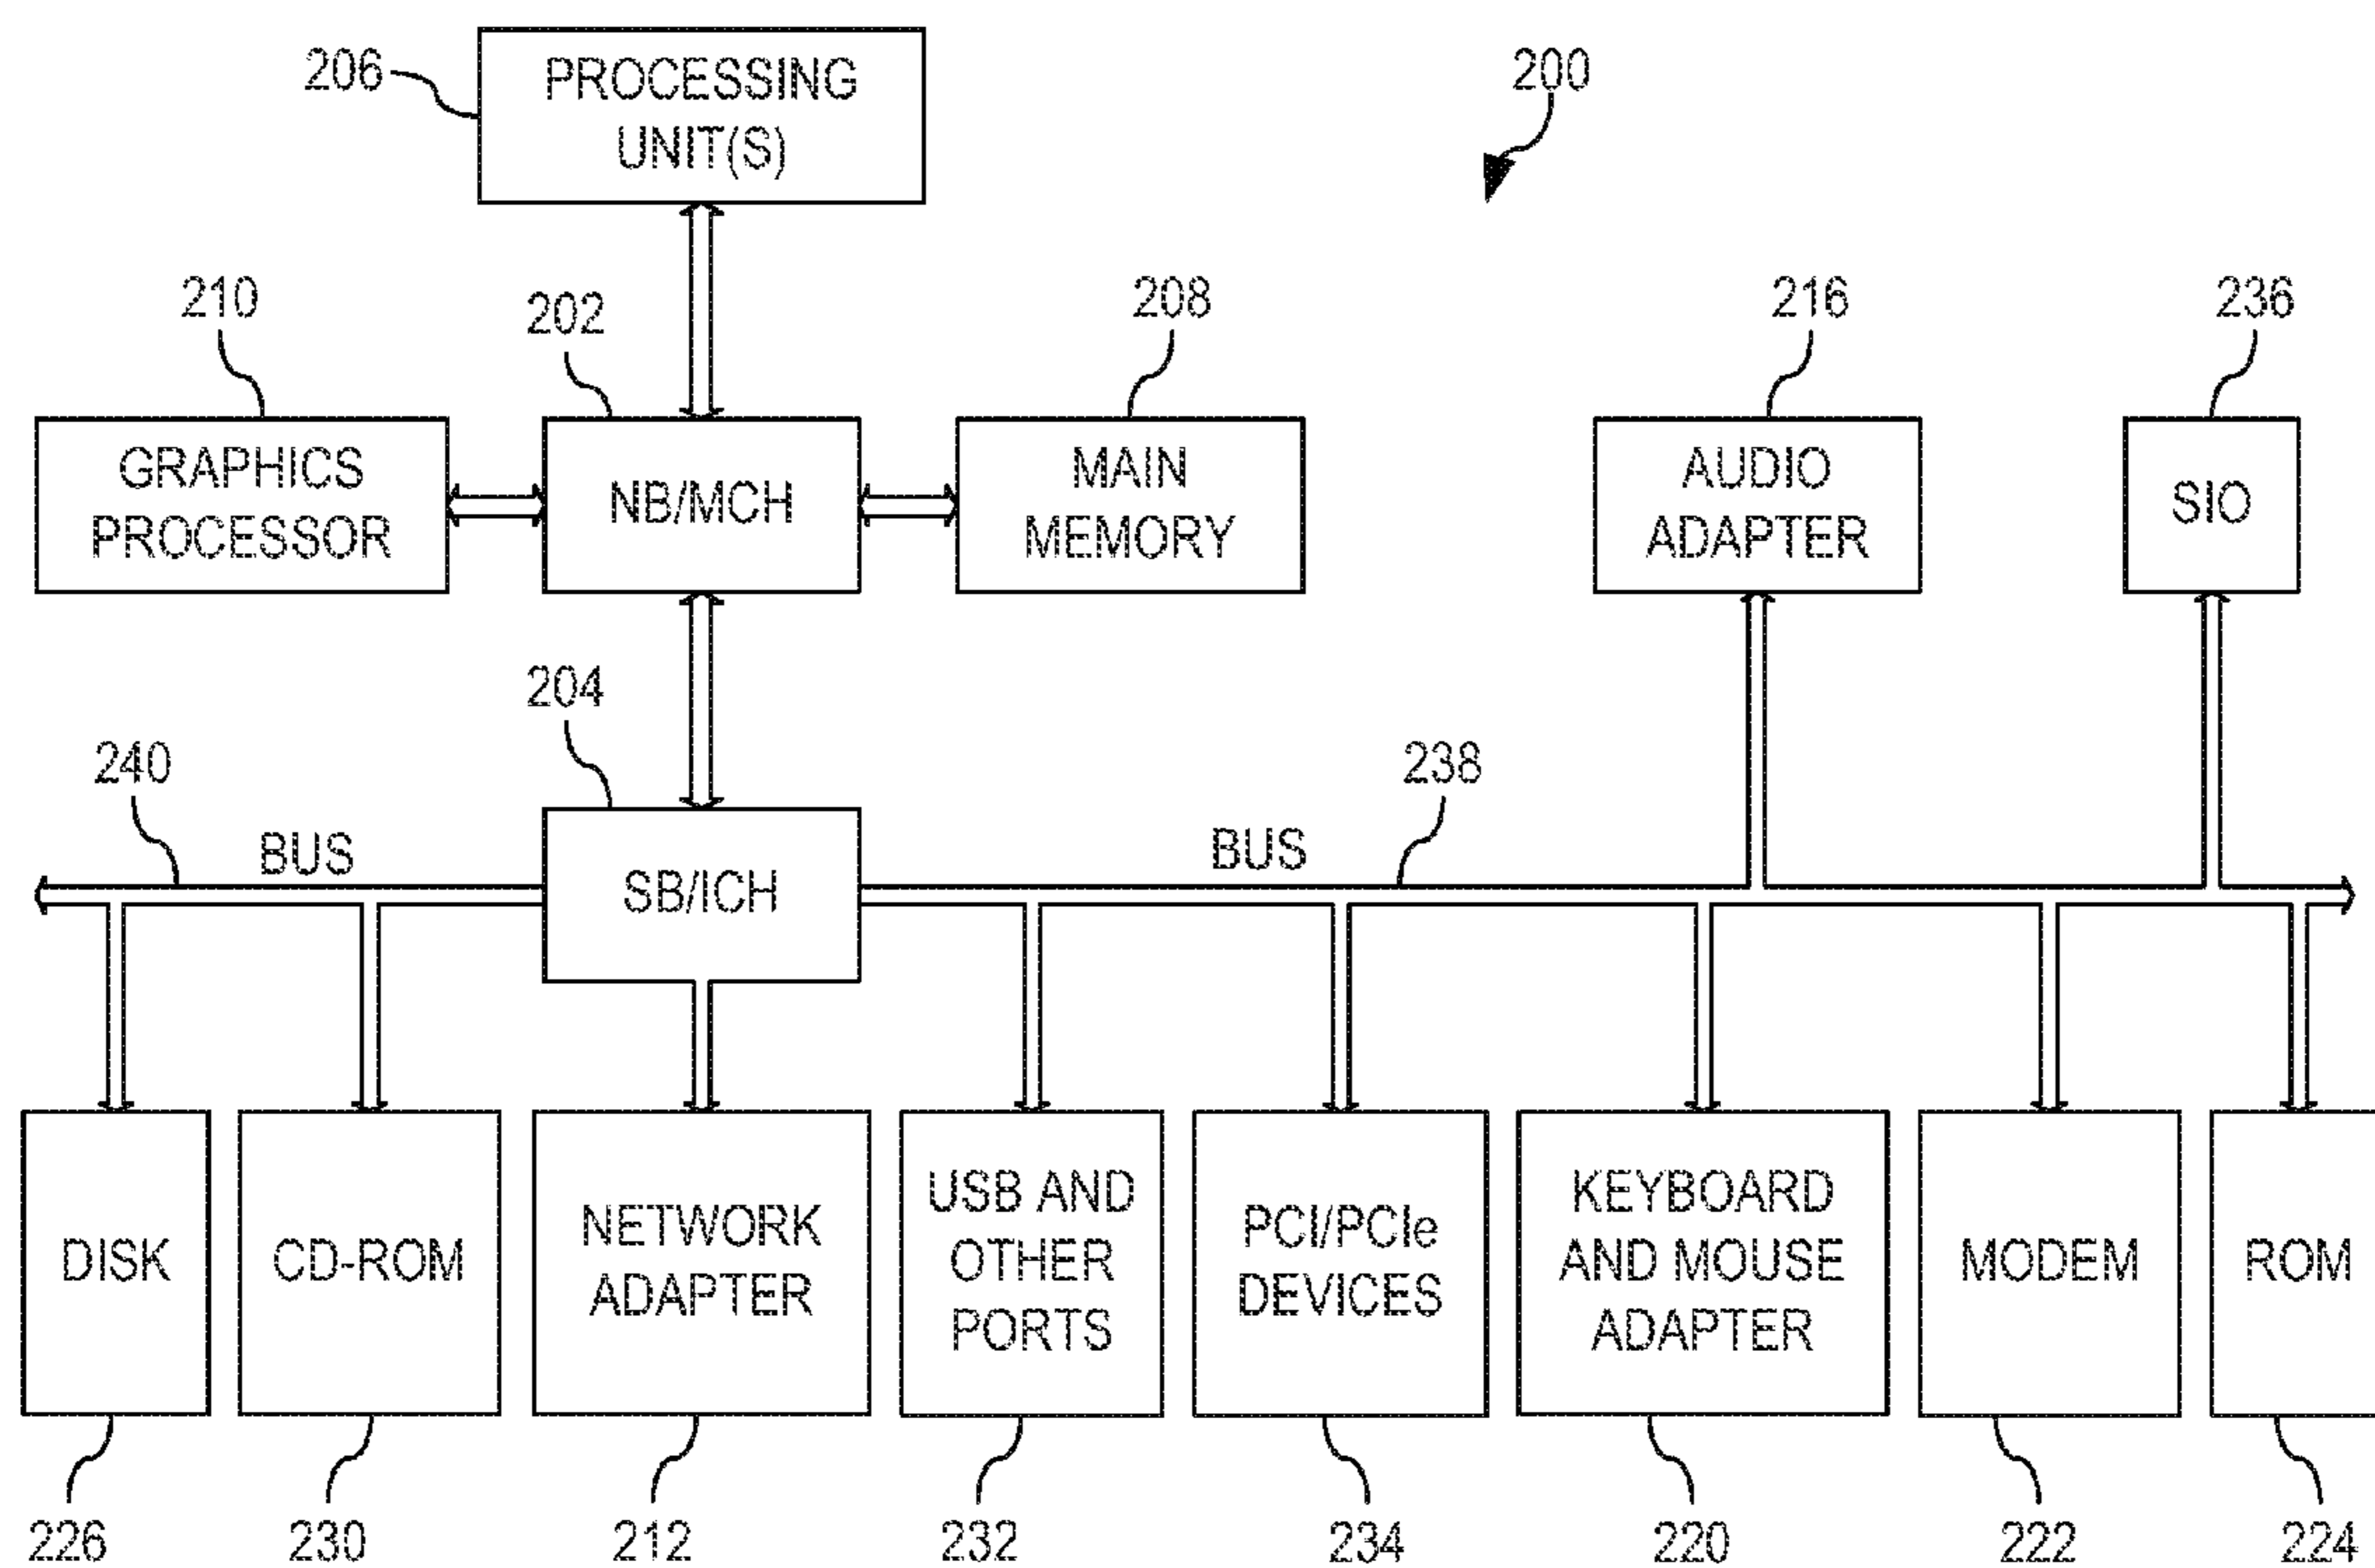 206
PROCESSING
UNIT(S)
200
210
202
208
216
236
GRAPHICS
PROCESSOR
NB/MCH
MAIN
MEMORY
AUDIO
ADAPTER
SIO
204
240
238
BUS
BUS
SB/ICH
DISK
CD-ROM
NETWORK
ADAPTER
USB AND
OTHER
PORTS
PCI/PCIe
DEVICES
KEYBOARD
AND MOUSE
ADAPTER
MODEM
ROM
226
230
212
232
234
220
222
224